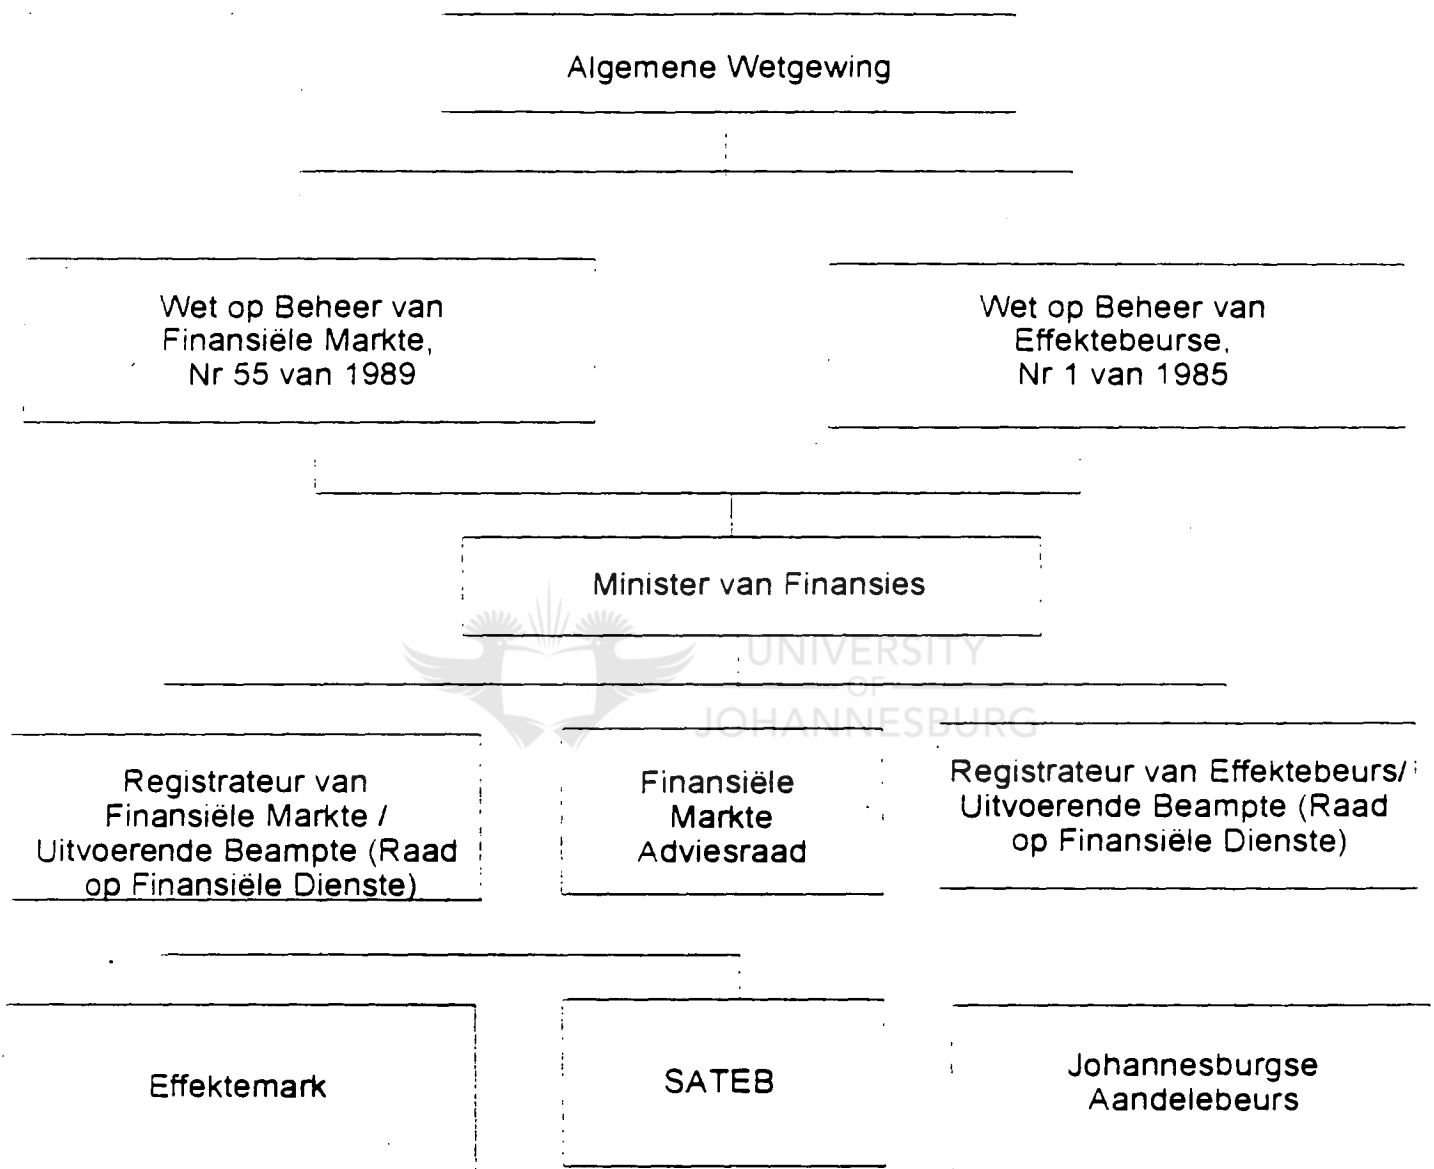 Algemene Wetgewing
Wet op Beheer van
Finansiële Markte,
Nr 55 van 1989
Wet op Beheer van
Effektebeurse,
Nr 1 van 1985
Minister van Finansies
UNIVERSITY
OF
JOHANNESBURG
Registrateur van
Finansiële Markte /
Uitvoerende Beampte (Raad
op Finansiële Dienste)
Finansiële
Markte
Adviesraad
Registrateur van Effektebeurs/
Uitvoerende Beampte (Raad
op Finansiële Dienste)
Effektemark
SATEB
Johannesburgse
Aandelebeurs